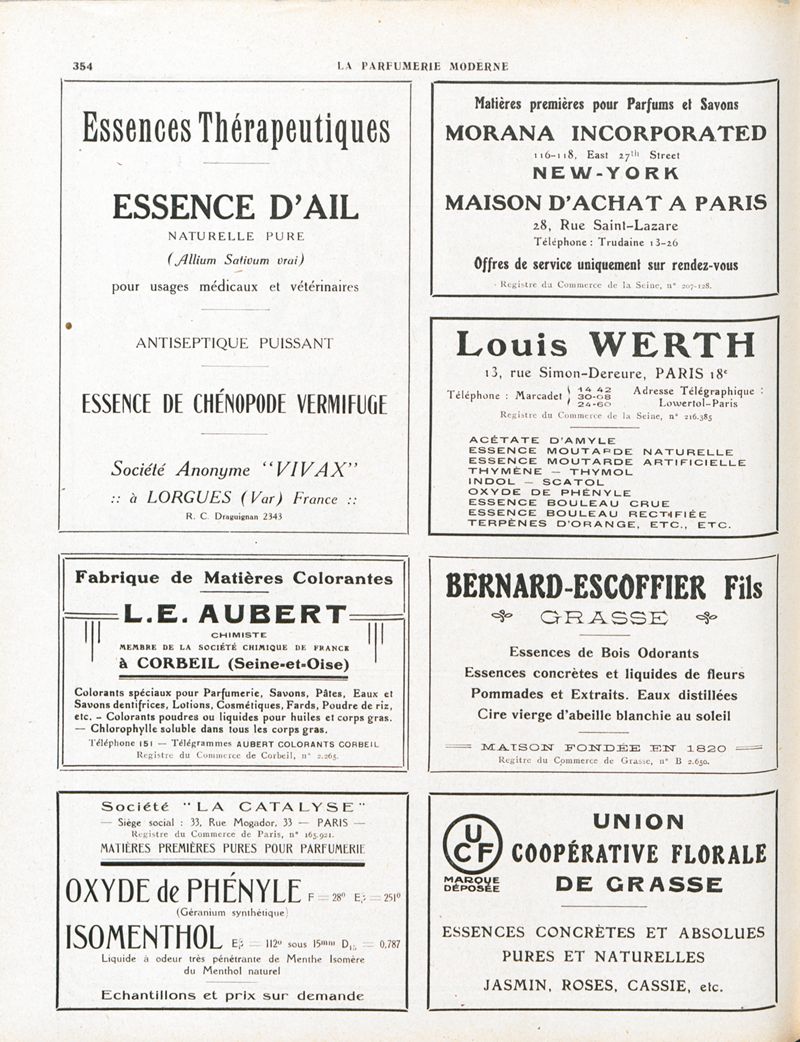 354
LA PARFUMERIE MODERNE
Essences Thérapeutiques
ESSENCE D'AIL
NATURELLE PURE
(Allium Sativum vrai)
pour usages médicaux et vétérinaires
ANTISEPTIQUE PUISSANT
ESSENCE DE CHÉNOPODE VERMIFUGE
Société Anonyme "VIVAX"
:: à LORGUES (Var) France ::
R. C. Draguignan 2343
Matières premières pour Parfums et Savons
MORANA INCORPORATED
116-118, East 27th Street
NEW-YORK
MAISON D'ACHAT A PARIS
28, Rue Saint-Lazare
Téléphone : Trudaine 13-26
Offres de service uniquement sur rendez-vous
Registre du Commerce de la Seine, n° 207-128.
Louis WERTH
13, rue Simon-Dereure, PARIS 18e
Téléphone : Marcadet { 14 42 30-08 24-60
Adresse Télégraphique :
Lowertol-Paris
Registre du Commerce de la Seine, n° 216.385
ACÉTATE D'AMYLE
ESSENCE MOUTARDE NATURELLE
ESSENCE MOUTARDE ARTIFICIELLE
THYMÈNE — THYMOL
INDOL — SCATOL
OXYDE DE PHÉNYLE
ESSENCE BOULEAU CRUE
ESSENCE BOULEAU RECTIFIÉE
TERPÈNES D'ORANGE, ETC., ETC.
Fabrique de Matières Colorantes
L.E. AUBERT
CHIMISTE
MEMBRE DE LA SOCIÉTÉ CHIMIQUE DE FRANCE
à CORBEIL (Seine-et-Oise)
Colorants spéciaux pour Parfumerie, Savons, Pâtes, Eaux et
Savons dentifrices, Lotions, Cosmétiques, Fards, Poudre de riz,
etc. - Colorants poudres ou liquides pour huiles et corps gras.
— Chlorophylle soluble dans tous les corps gras.
Téléphone 151 — Télégrammes AUBERT COLORANTS CORBEIL
Registre du Commerce de Corbeil, n° 2.265.
BERNARD-ESCOFFIER Fils
GRASSE
Essences de Bois Odorants
Essences concrètes et liquides de fleurs
Pommades et Extraits. Eaux distillées
Cire vierge d'abeille blanchie au soleil
MAISON FONDÉE EN 1820
Regitre du Commerce de Grasse, n° B 2.650.
Société "LA CATALYSE"
— Siège social : 33, Rue Mogador, 33 — PARIS —
Registre du Commerce de Paris, n° 165.921.
MATIÈRES PREMIÈRES PURES POUR PARFUMERIE
OXYDE de PHÉNYLE F = 28° = 251°
(Géranium synthétique)
ISOMENTHOL = 112° sous 15mm = 0,787
Liquide à odeur très pénétrante de Menthe Isomère
du Menthol naturel
Echantillons et prix sur demande
UCF
MARQUE
DÉPOSÉE
UNION
COOPÉRATIVE FLORALE
DE GRASSE
ESSENCES CONCRÈTES ET ABSOLUES
PURES ET NATURELLES
JASMIN, ROSES, CASSIE, etc.